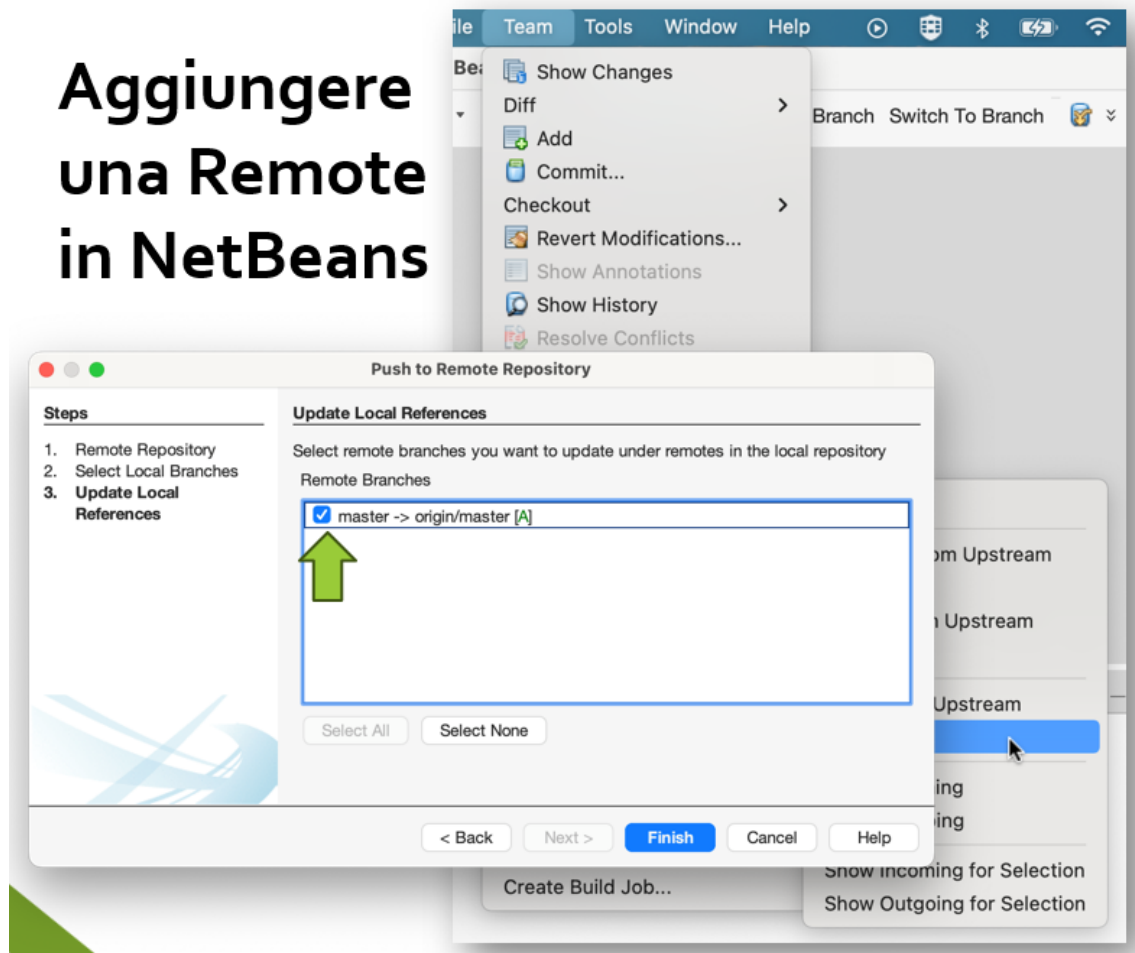 Aggiungere
una Remote
in NetBeans
Team Tools Window Help
Show Changes
Diff
Branch Switch To Branch
Add
Commit...
Checkout
Revert Modifications...
Show Annotations
Show History
Resolve Conflicts
Push to Remote Repository
Steps
1. Remote Repository
2. Select Local Branches
3. Update Local
References
Update Local References
Select remote branches you want to update under remotes in the local repository
Remote Branches
master -> origin/master [A]
Select All Select None
< Back Next > Finish Cancel Help
Upstream
Upstream
Upstream
Show Incoming for Selection
Show Outgoing for Selection
Create Build Job...